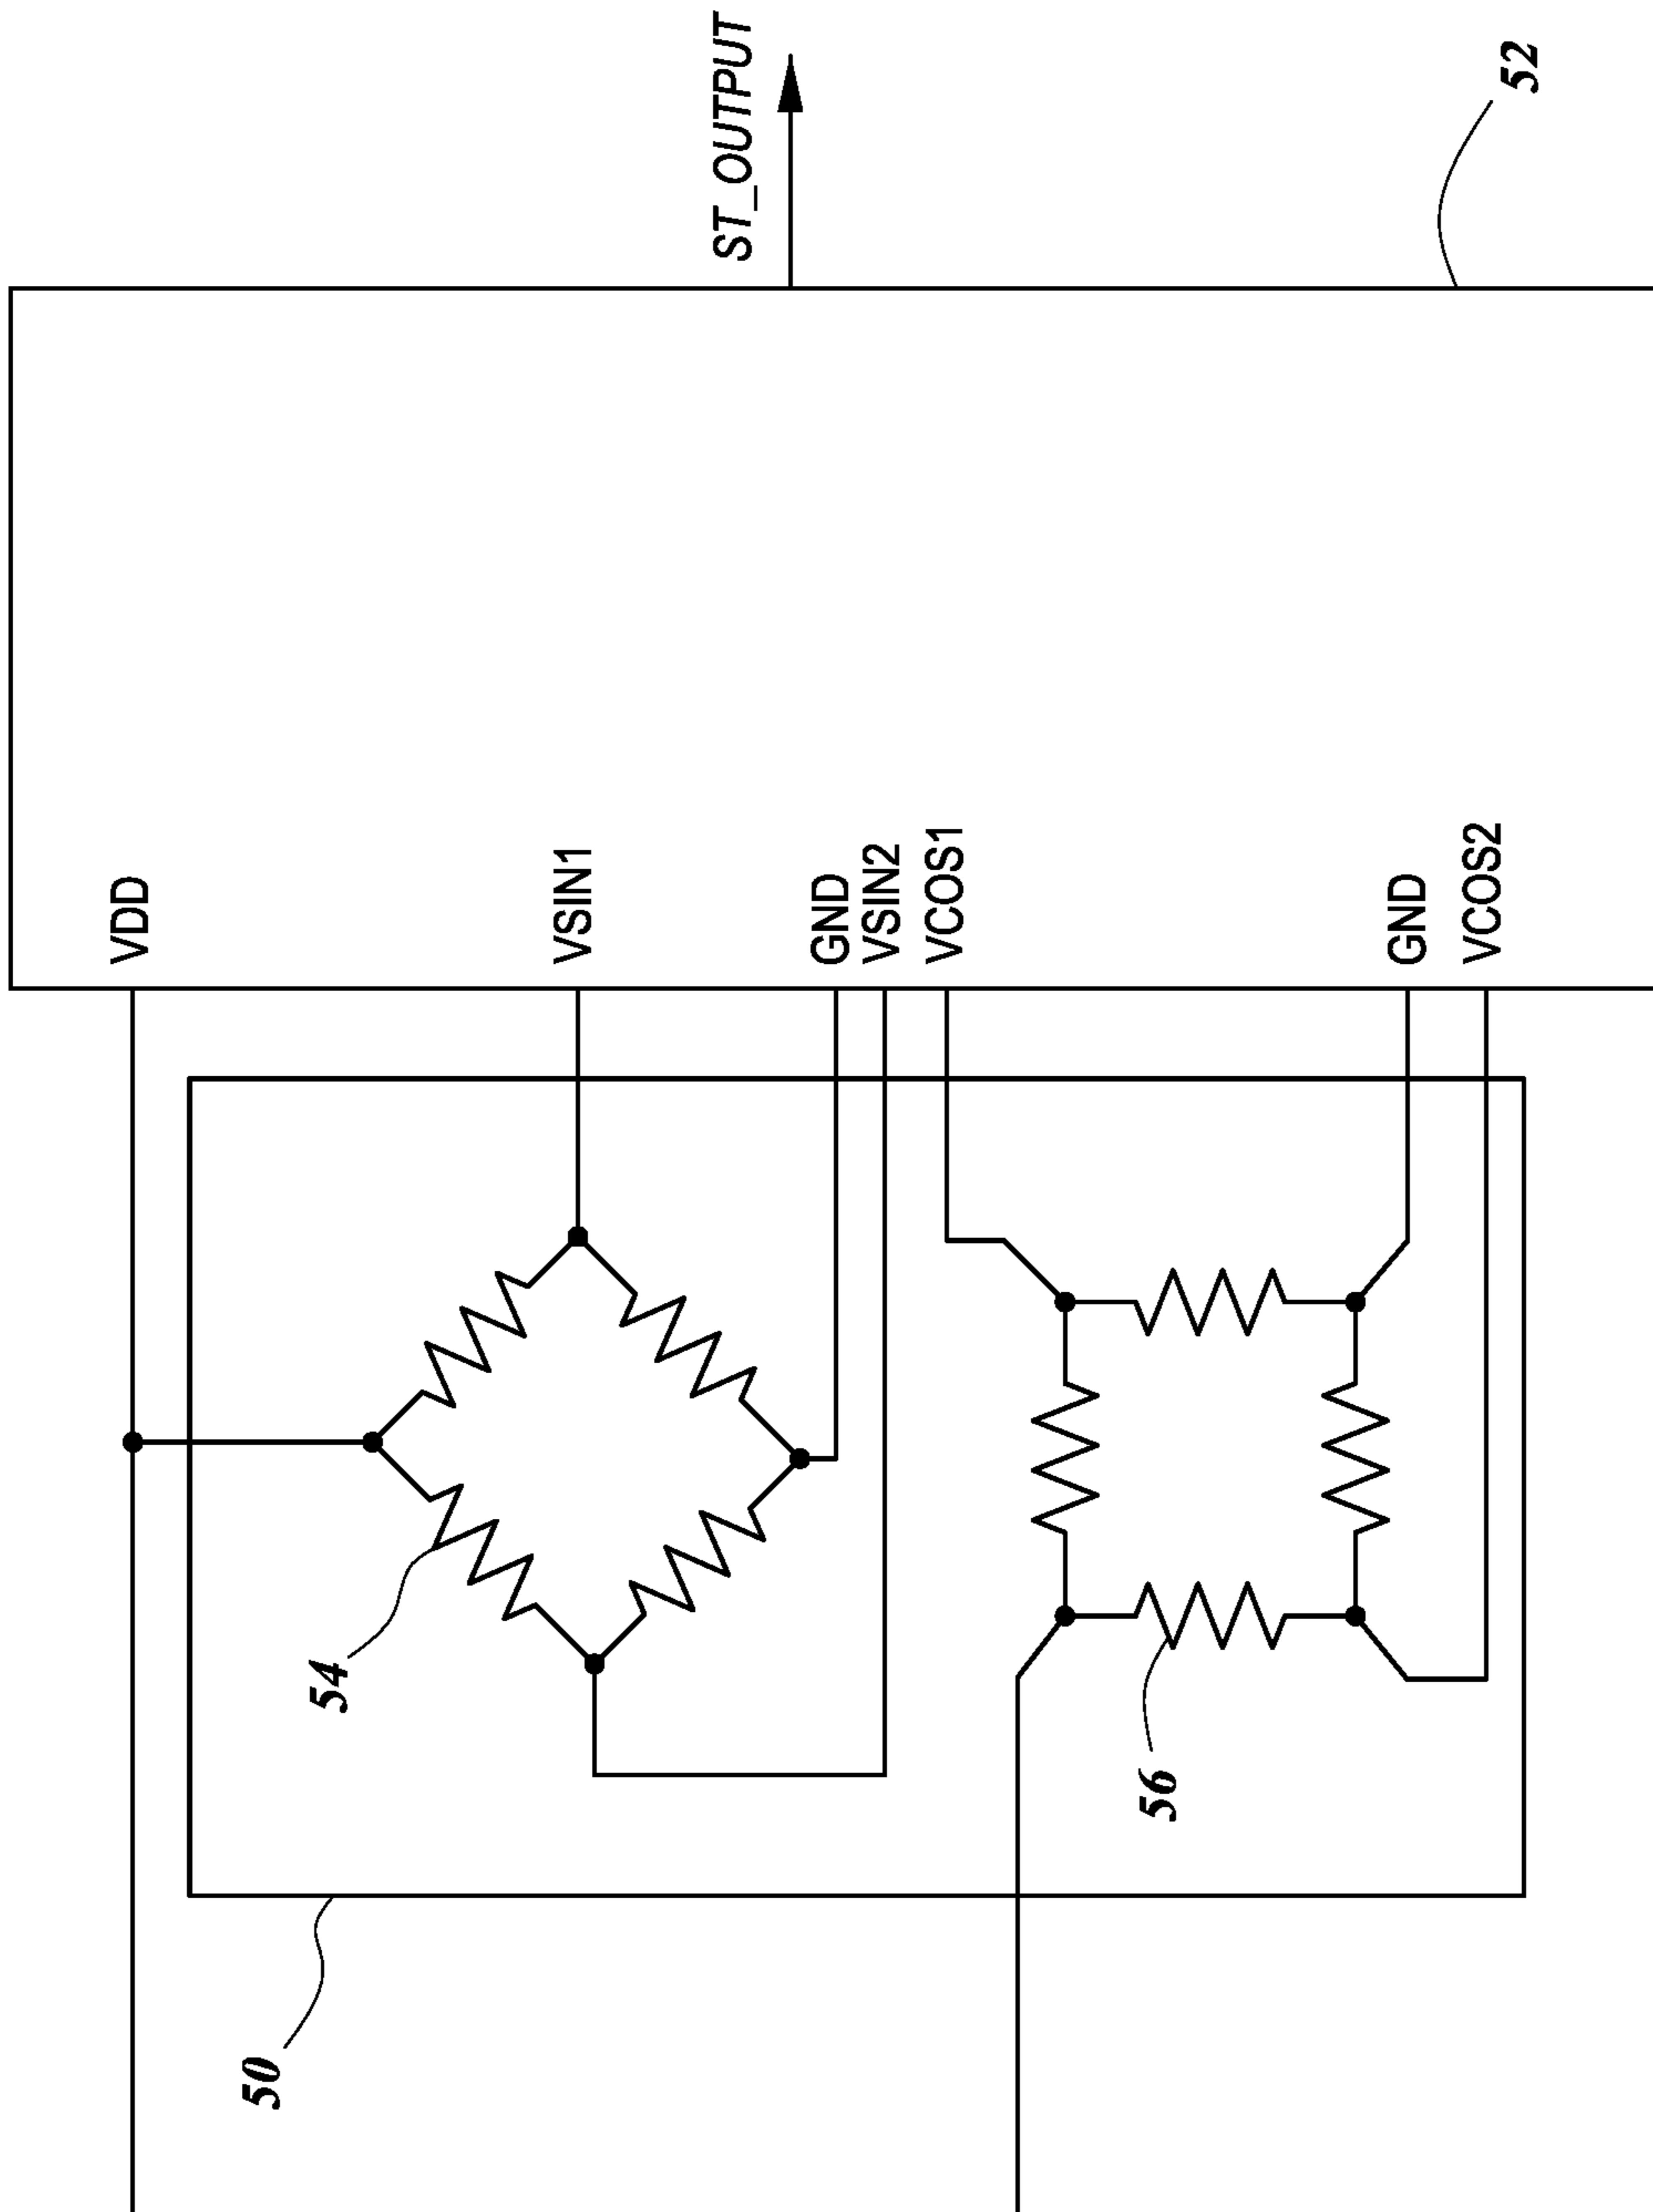 ST_OUTPUT
52
VDD
VSIN1
GND
VSIN2
VCOS1
GND
VCOS2
54
56
50